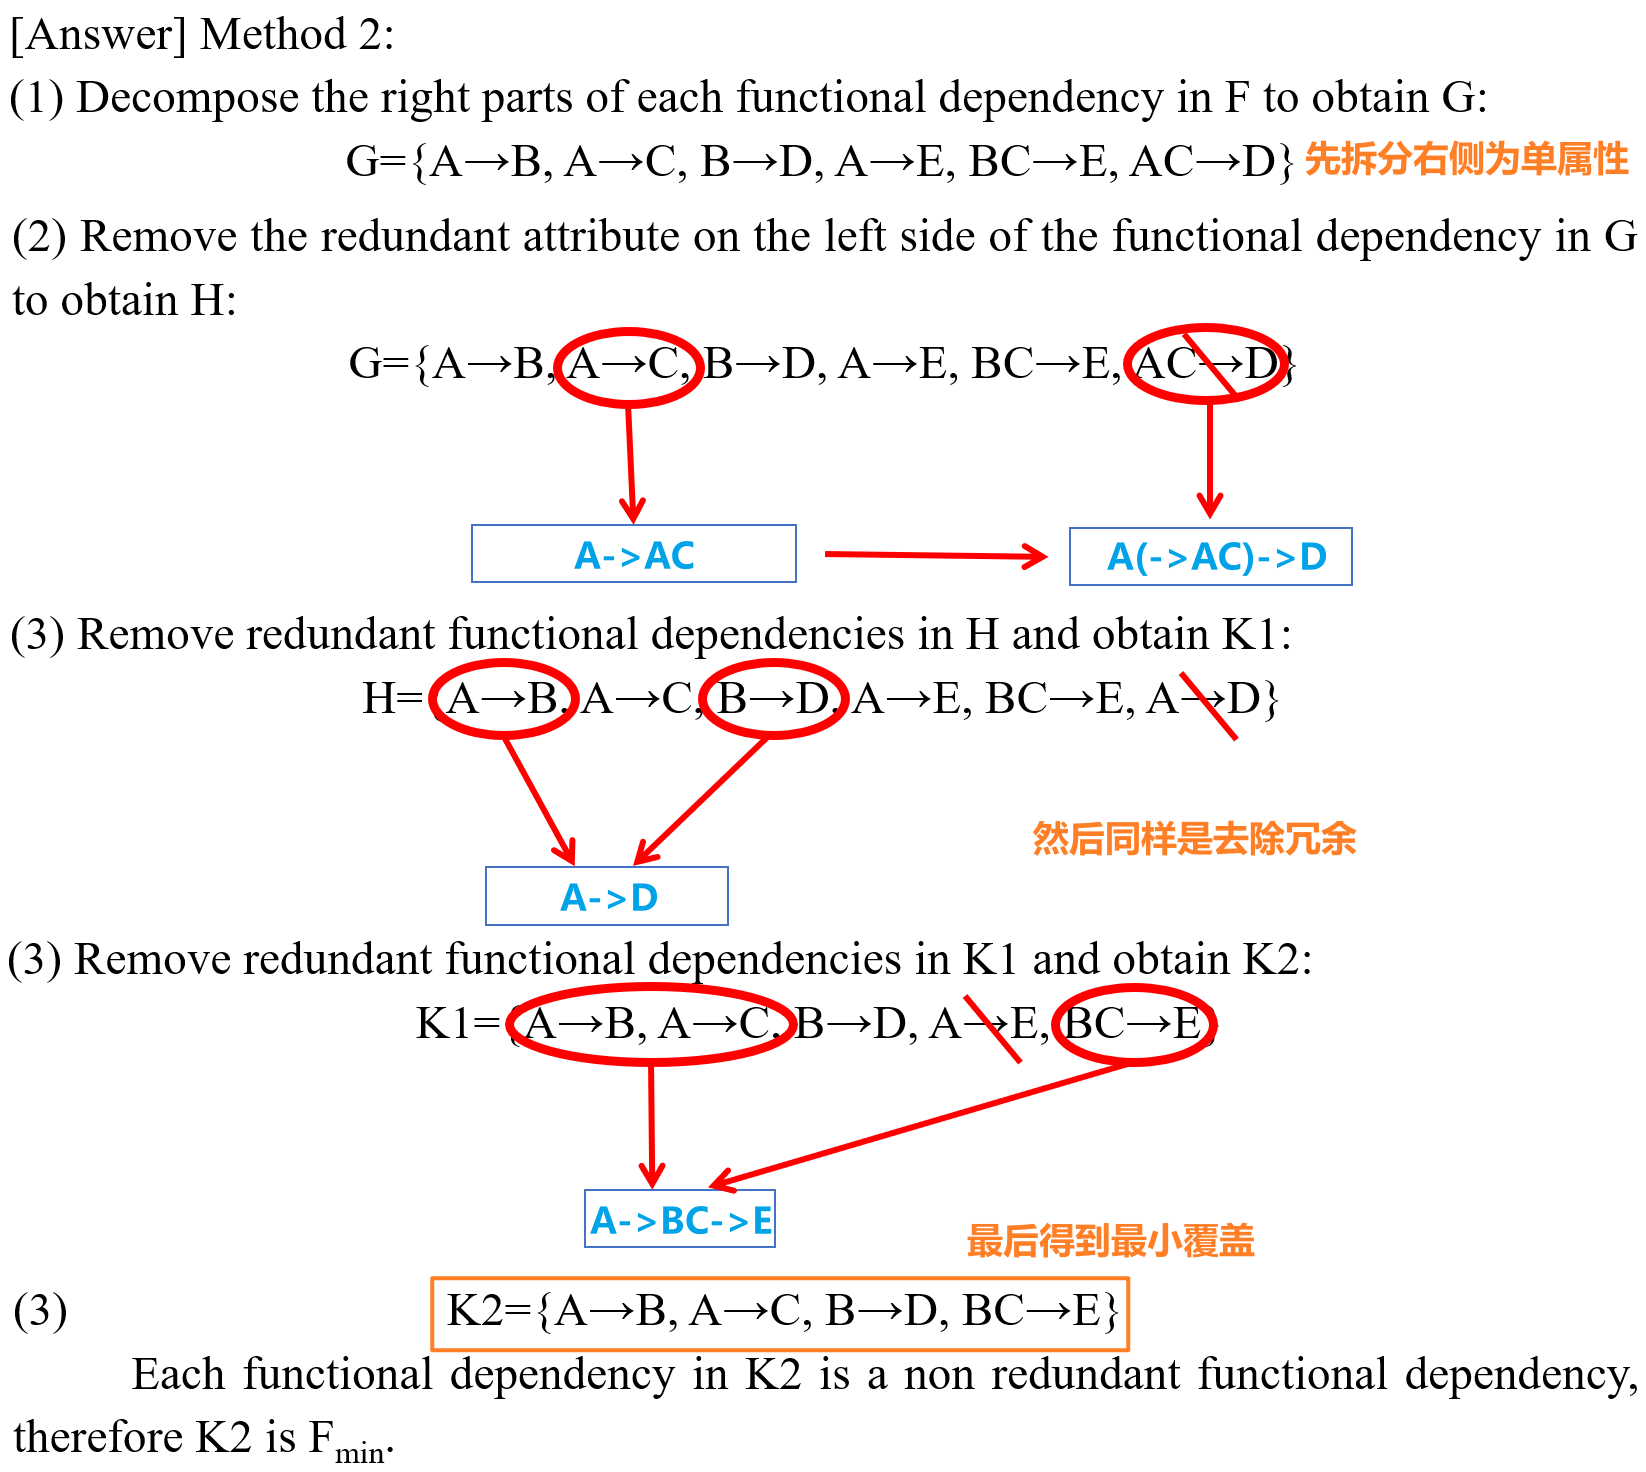 [Answer] Method 2:
(1) Decompose the right parts of each functional dependency in F to obtain G:
G={A→B, A→C, B→D, A→E, BC→E, AC→D} 先拆分右侧为单属性
(2) Remove the redundant attribute on the left side of the functional dependency in G
to obtain H:
G={A→B, A→C, B→D, A→E, BC→E, AC→D}
A->AC A(->AC)->D
(3) Remove redundant functional dependencies in H and obtain K1:
H={A→B, A→C, B→D, A→E, BC→E, A→D}
然后同样是去除冗余
A->D
(3) Remove redundant functional dependencies in K1 and obtain K2:
K1={A→B, A→C, B→D, A→E, BC→E}
A->BC->E
最后得到最小覆盖
(3) K2={A→B, A→C, B→D, BC→E}
Each functional dependency in K2 is a non redundant functional dependency,
therefore K2 is Fmin.